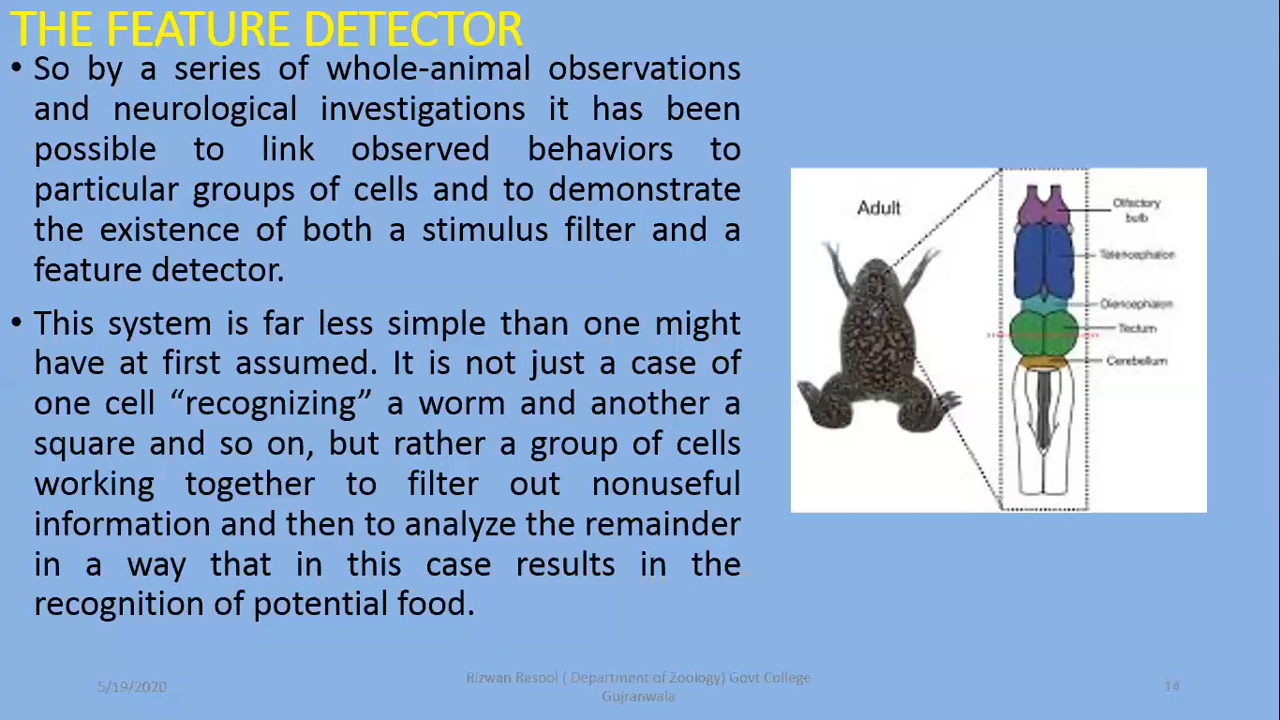 THE FEATURE DETECTOR
• So by a series of whole-animal observations
and neurological investigations it has been
possible to link observed behaviors to
particular groups of cells and to demonstrate
the existence of both a stimulus filter and a
feature detector.
• This system is far less simple than one might
have at first assumed. It is not just a case of
one cell “recognizing” a worm and another a
square and so on, but rather a group of cells
working together to filter out nonuseful
information and then to analyze the remainder
in a way that in this case results in the
recognition of potential food.
Adult
Olfactory
bulb
Telencephalon
Diencephalon
Tectum
Cerebellum
5/19/2020
Rizwan Rasool ( Department of Zoology) Govt College
Gujranwala
14